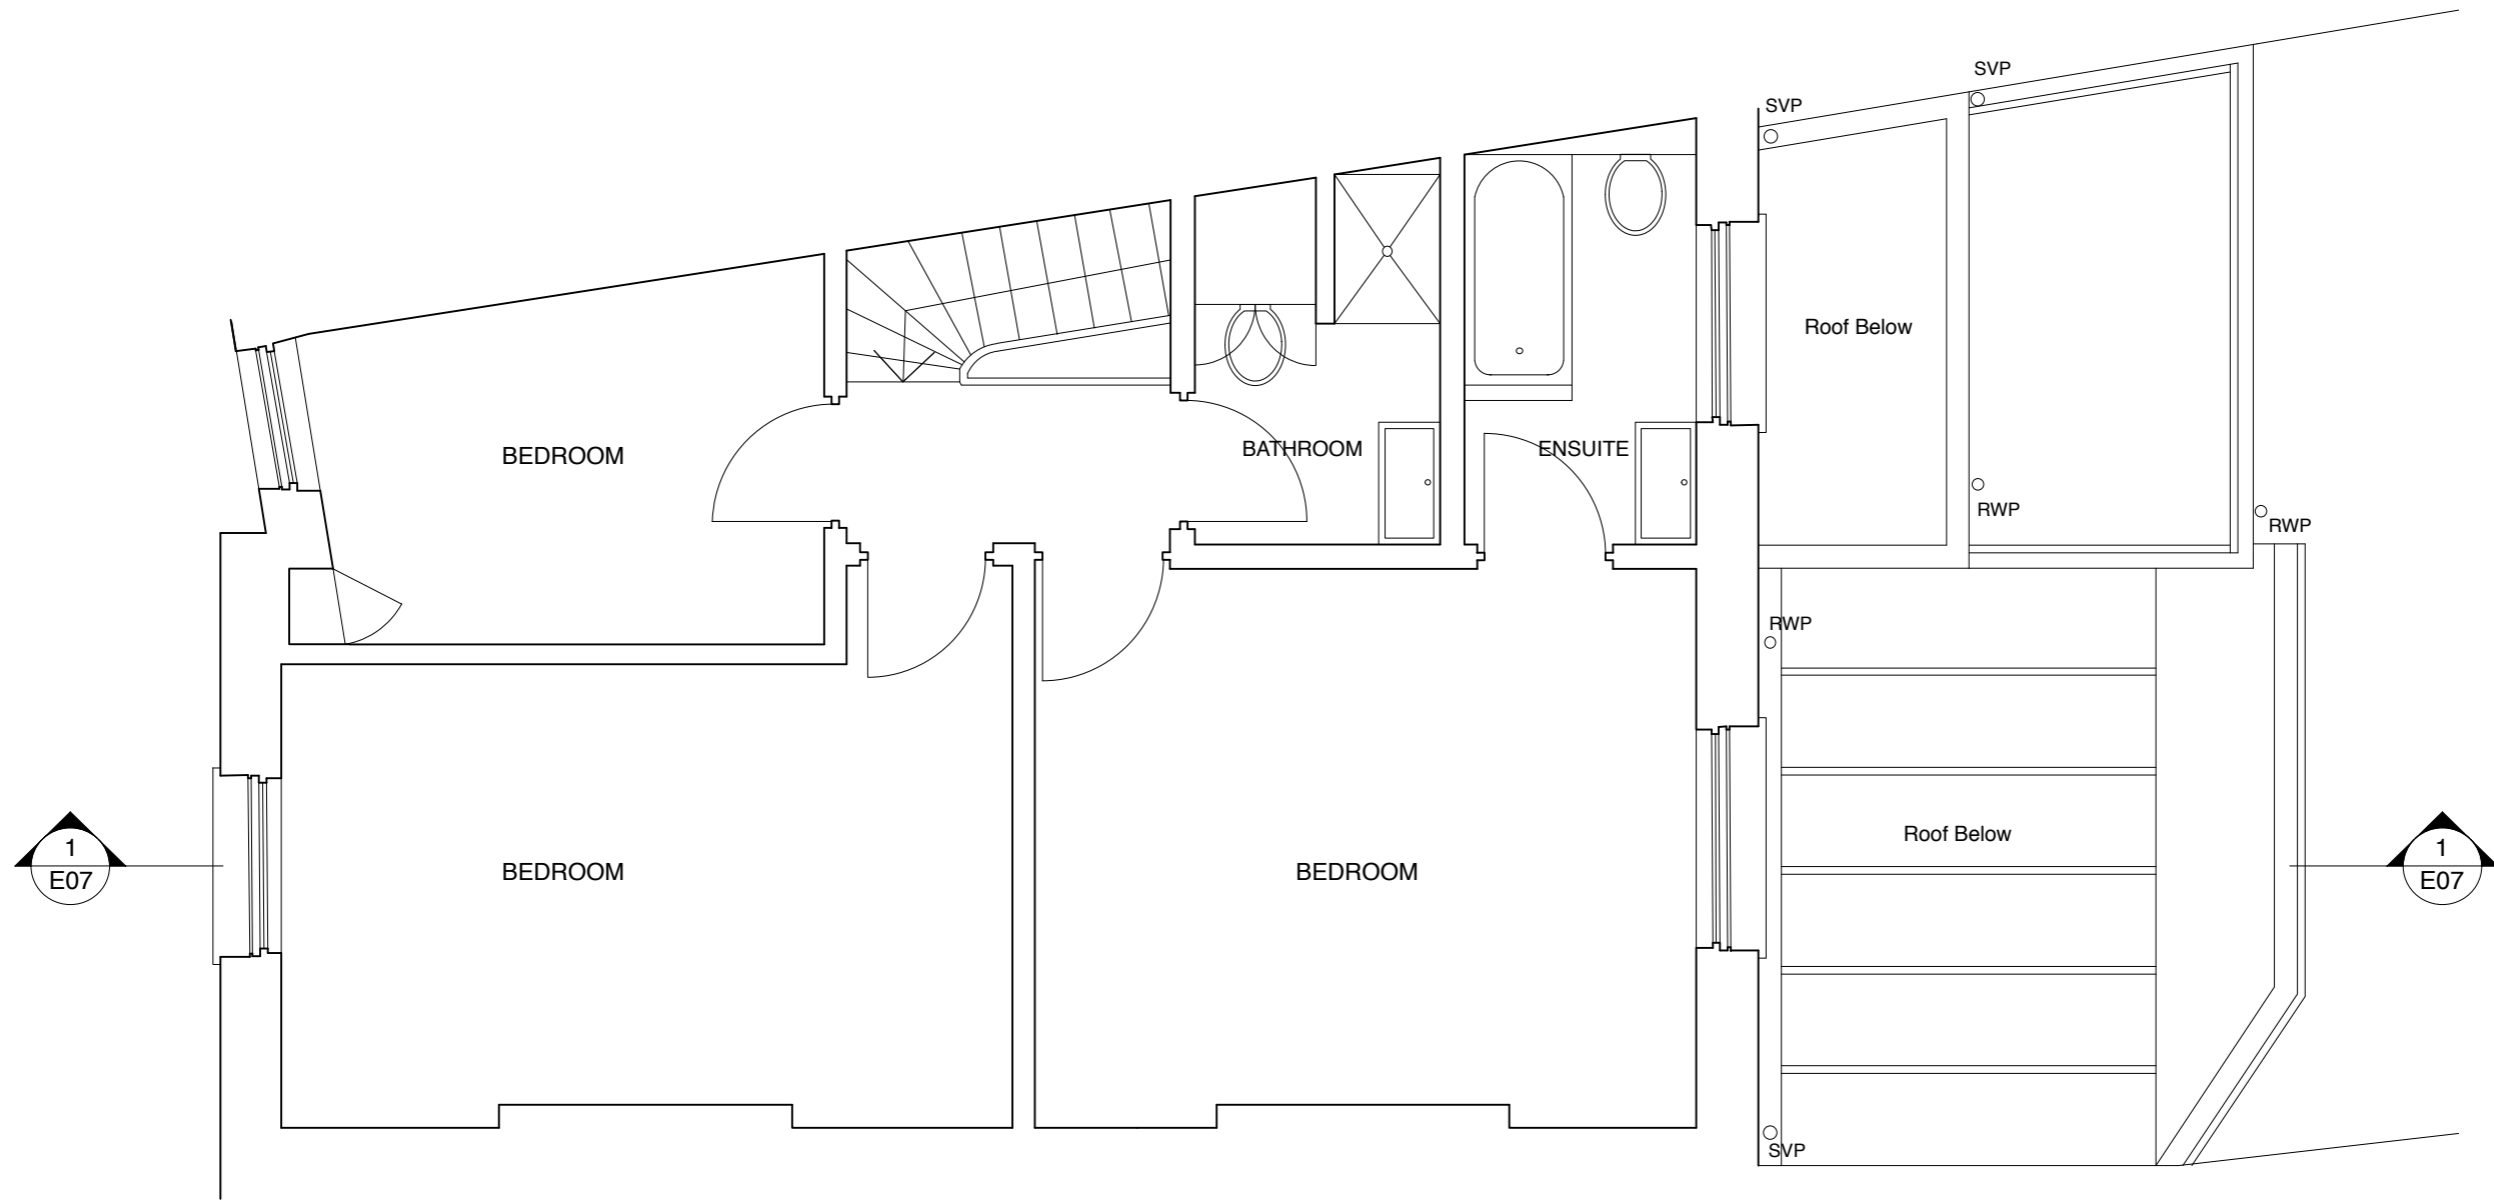 SVP
SVP
Roof Below
BEDROOM
BATHROOM
ENSUITE
RWP
RWP
RWP
1
E07
BEDROOM
BEDROOM
Roof Below
1
E07
SVP